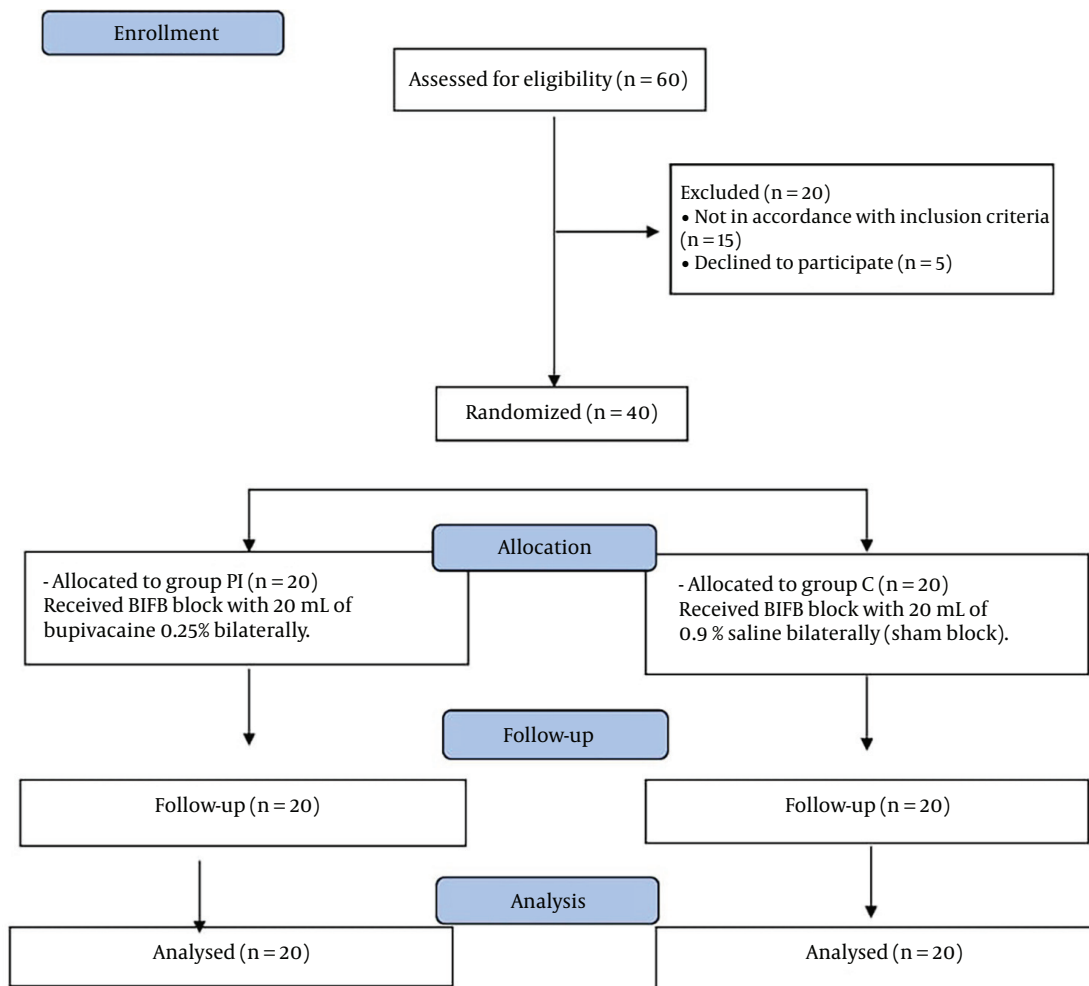 Enrollment
Assessed for eligibility (n = 60)
Excluded (n = 20)
• Not in accordance with inclusion criteria
(n = 15)
• Declined to participate (n = 5)
Randomized (n = 40)
Allocation
- Allocated to group PI (n = 20)
Received BIFB block with 20 mL of
bupivacaine 0.25% bilaterally.
- Allocated to group C (n = 20)
Received BIFB block with 20 mL of
0.9 % saline bilaterally (sham block).
Follow-up
Follow-up (n = 20)
Follow-up (n = 20)
Analysis
Analysed (n = 20)
Analysed (n = 20)